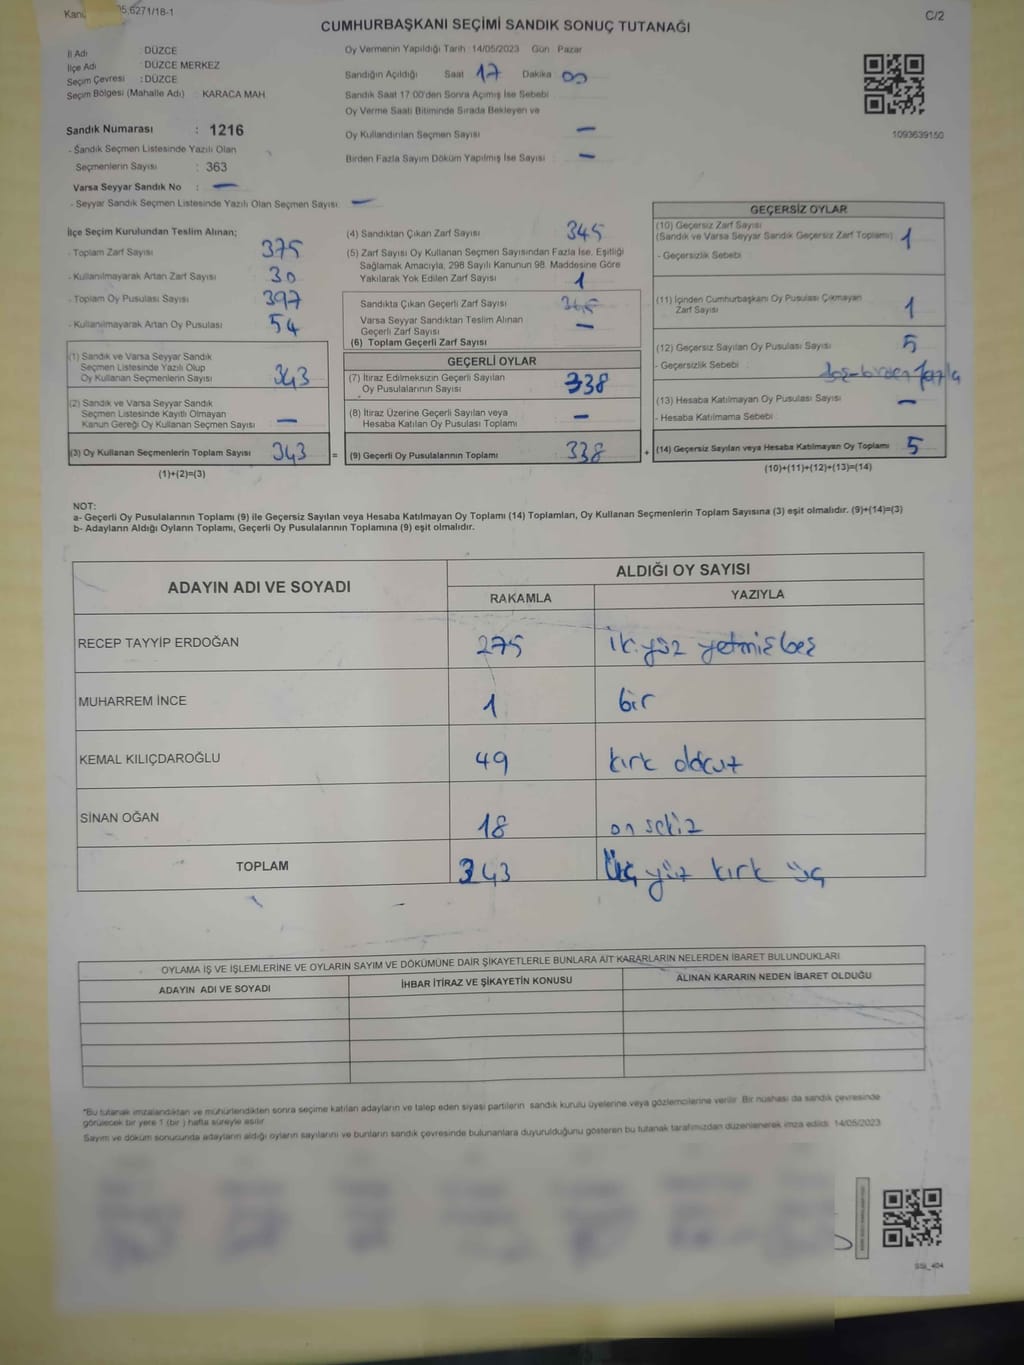 C/2
6271/18-1
CUMHURBAŞKANI SEÇİMİ SANDIK SONUÇ TUTANAĞI
İl Adı : DÜZCE
İlçe Adı : DÜZCE MERKEZ
Seçim Çevresi : DÜZCE
Seçim Bölgesi (Mahalle Adı) : KARACA MAH.
Sandık Numarası : 1216
- Sandık Seçmen Listesinde Yazılı Olan
Seçmenlerin Sayısı : 363
Varsa Seyyar Sandık No : —
- Seyyar Sandık Seçmen Listesinde Yazılı Olan Seçmen Sayısı: —
Oy Vermenin Yapıldığı Tarih : 14/05/2023 Gün : Pazar
Sandığın Açıldığı Saat 17 Dakika 00
Sandık Saat 17:00'den Sonra Açımış İse Sebebi
Oy Verme Saati Bitiminde Sırada Bekleyen ve
Oy Kullandırılan Seçmen Sayısı —
Birden Fazla Sayım Döküm Yapılmış İse Sayısı —
1093639150
İlçe Seçim Kurulundan Teslim Alınan;
- Toplam Zarf Sayısı 375
- Kullanılmayarak Artan Zarf Sayısı 30
- Toplam Oy Pusulası Sayısı 397
- Kullanılmayarak Artan Oy Pusulası 54
(1) Sandık ve Varsa Seyyar Sandık
Seçmen Listesinde Yazılı Olup
Oy Kullanan Seçmenlerin Sayısı 343
(2) Sandık ve Varsa Seyyar Sandık
Seçmen Listesinde Kayıtlı Olmayan
Kanun Gereği Oy Kullanan Seçmen Sayısı —
(3) Oy Kullanan Seçmenlerin Toplam Sayısı 343 =
(1)+(2)=(3)
(4) Sandıktan Çıkan Zarf Sayısı 345
(5) Zarf Sayısı Oy Kullanan Seçmen Sayısından Fazla İse, Eşitliği
Sağlamak Amacıyla; 298 Sayılı Kanunun 98. Maddesine Göre
Yakılarak Yok Edilen Zarf Sayısı 1
Sandıkta Çıkan Geçerli Zarf Sayısı
Varsa Seyyar Sandıktan Teslim Alınan
Geçerli Zarf Sayısı —
(6) Toplam Geçerli Zarf Sayısı
GEÇERLİ OYLAR
(7) İtiraz Edilmeksizin Geçerli Sayılan
Oy Pusulalarının Sayısı 338
(8) İtiraz Üzerine Geçerli Sayılan veya
Hesaba Katılan Oy Pusulası Toplamı —
(9) Geçerli Oy Pusulalarının Toplamı 338 +
GEÇERSİZ OYLAR
(10) Geçersiz Zarf Sayısı
(Sandık ve Varsa Seyyar Sandık Geçersiz Zarf Toplamı) 1
- Geçersizlik Sebebi
(11) İçinden Cumhurbaşkanı Oy Pusulası Çıkmayan
Zarf Sayısı 1
(12) Geçersiz Sayılan Oy Pusulası Sayısı 5
- Geçersizlik Sebebi boş-birden fazla
(13) Hesaba Katılmayan Oy Pusulası Sayısı —
- Hesaba Katılmama Sebebi
(14) Geçersiz Sayılan veya Hesaba Katılmayan Oy Toplamı 5
(10)+(11)+(12)+(13)=(14)
NOT:
a- Geçerli Oy Pusulalarının Toplamı (9) ile Geçersiz Sayılan veya Hesaba Katılmayan Oy Toplamı (14) Toplamları, Oy Kullanan Seçmenlerin Toplam Sayısına (3) eşit olmalıdır. (9)+(14)=(3)
b- Adayların Aldığı Oyların Toplamı, Geçerli Oy Pusulalarının Toplamına (9) eşit olmalıdır.
ADAYIN ADI VE SOYADI
ALDIĞI OY SAYISI
RAKAMLA YAZIYLA
RECEP TAYYİP ERDOĞAN 275 ikiyüz yetmişbeş
MUHARREM İNCE 1 bir
KEMAL KILIÇDAROĞLU 49 kırk dokuz
SİNAN OĞAN 18 on sekiz
TOPLAM 343 üç yüz kırk üç
OYLAMA İŞ VE İŞLEMLERİNE VE OYLARIN SAYIM VE DÖKÜMÜNE DAİR ŞİKAYETLERLE BUNLARA AİT KARARLARIN NELERDEN İBARET BULUNDUKLARI
ADAYIN ADI VE SOYADI İHBAR İTİRAZ VE ŞİKAYETİN KONUSU ALINAN KARARIN NEDEN İBARET OLDUĞU
*Bu tutanak imzalandıktan ve mühürlendikten sonra seçime katılan adayların ve talep eden siyasi partilerin sandık kurulu üyelerine veya gözlemcilerine verilir. Bir nüshası da sandık çevresinde
görülecek bir yere 1 (bir) hafta süreyle asılır.
Sayım ve döküm sonucunda adayların aldığı oyların sayılarını ve bunların sandık çevresinde bulunanlara duyurulduğunu gösteren bu tutanak tarafımızdan düzenlenerek imza edildi. 14/05/2023
SSİ_404